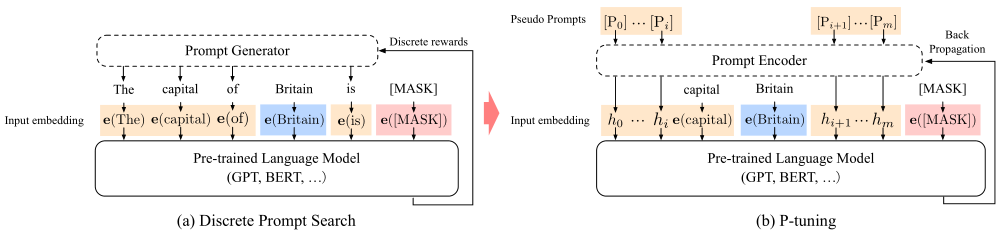 Prompt Generator
Discrete rewards
The capital of Britain is [MASK]
Input embedding e(The) e(capital) e(of) e(Britain) e(is) e([MASK])
Pre-trained Language Model
(GPT, BERT, …)
(a) Discrete Prompt Search
Pseudo Prompts [P₀] ⋯ [Pᵢ] [Pᵢ₊₁] ⋯ [Pₘ]
Back
Propagation
Prompt Encoder
capital Britain [MASK]
Input embedding h₀ ⋯ hᵢ e(capital) e(Britain) hᵢ₊₁ ⋯ hₘ e([MASK])
Pre-trained Language Model
(GPT, BERT, …)
(b) P-tuning